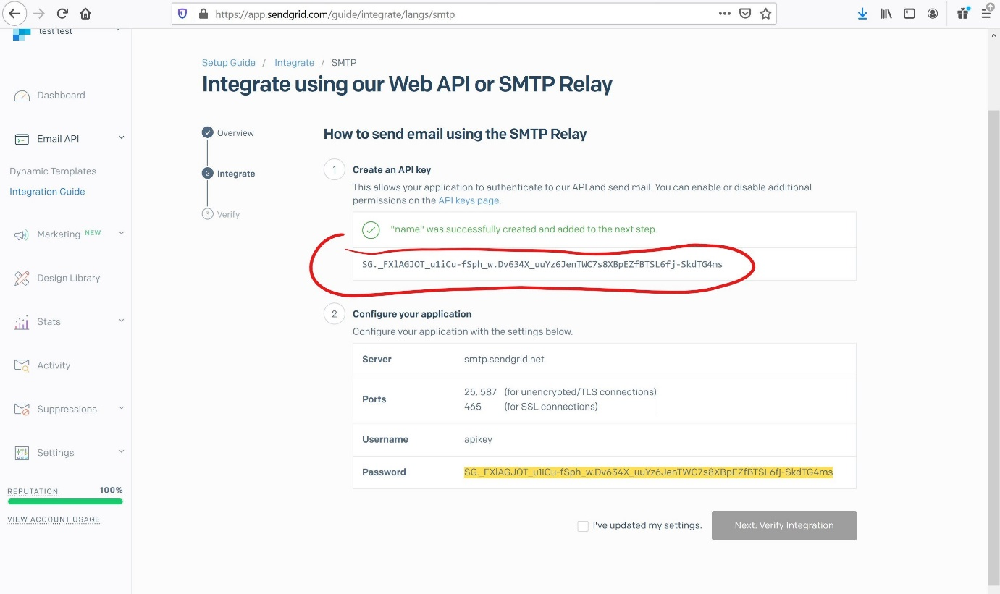 https://app.sendgrid.com/guide/integrate/langs/smtp
test test
Dashboard
Email API
Dynamic Templates
Integration Guide
Marketing NEW
Design Library
Stats
Activity
Suppressions
Settings
REPUTATION 100%
VIEW ACCOUNT USAGE
Setup Guide / Integrate / SMTP
Integrate using our Web API or SMTP Relay
Overview
2 Integrate
3 Verify
How to send email using the SMTP Relay
1 Create an API key
This allows your application to authenticate to our API and send mail. You can enable or disable additional
permissions on the API keys page.
"name" was successfully created and added to the next step.
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
2 Configure your application
Configure your application with the settings below.
Server smtp.sendgrid.net
Ports 25, 587 (for unencrypted/TLS connections)
465 (for SSL connections)
Username apikey
Password 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
I've updated my settings. Next: Verify Integration